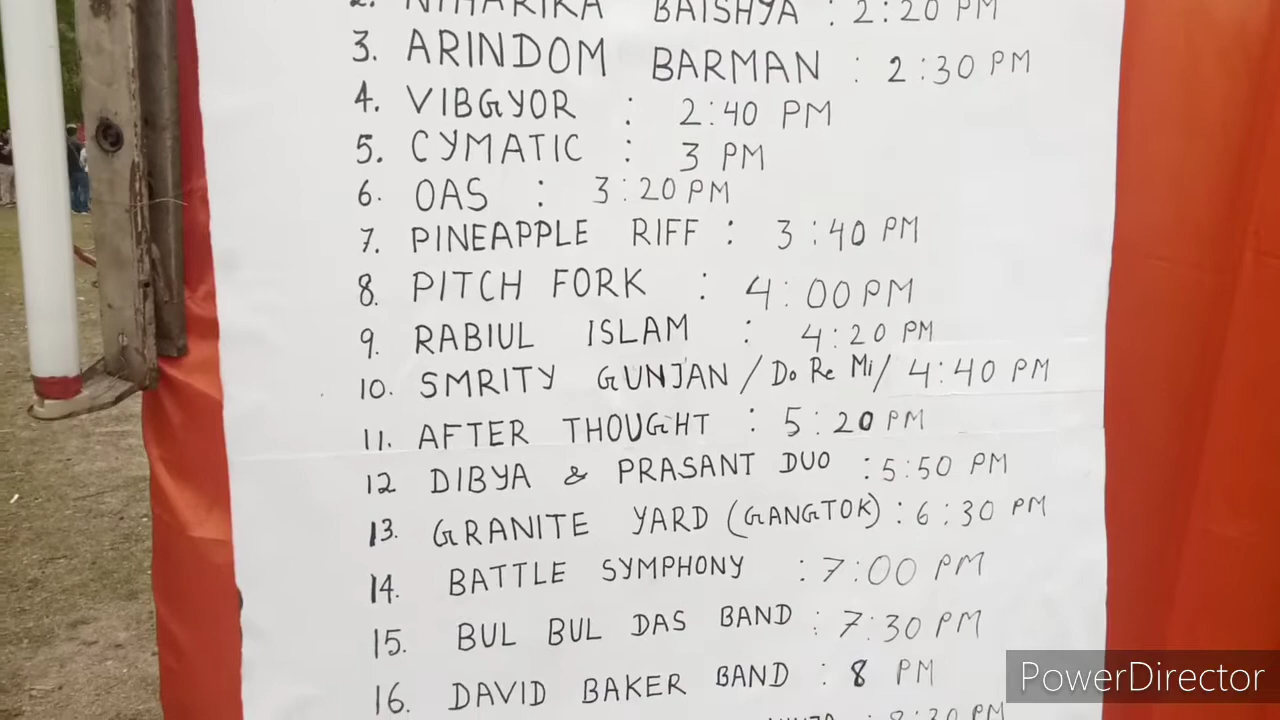 2. NIHARIKA BAISHYA : 2:20 PM
3. ARINDOM BARMAN : 2:30 PM
4. VIBGYOR : 2:40 PM
5. CYMATIC : 3 PM
6. OAS : 3:20 PM
7. PINEAPPLE RIFF : 3:40 PM
8. PITCH FORK : 4:00 PM
9. RABIUL ISLAM : 4:20 PM
10. SMRITY GUNJAN / Do Re Mi / 4:40 PM
11. AFTER THOUGHT : 5:20 PM
12 DIBYA & PRASANT DUO : 5:50 PM
13. GRANITE YARD (GANGTOK) : 6:30 PM
14. BATTLE SYMPHONY : 7:00 PM
15. BUL BUL DAS BAND : 7:30 PM
16. DAVID BAKER BAND : 8 PM
: 8:30 PM
PowerDirector